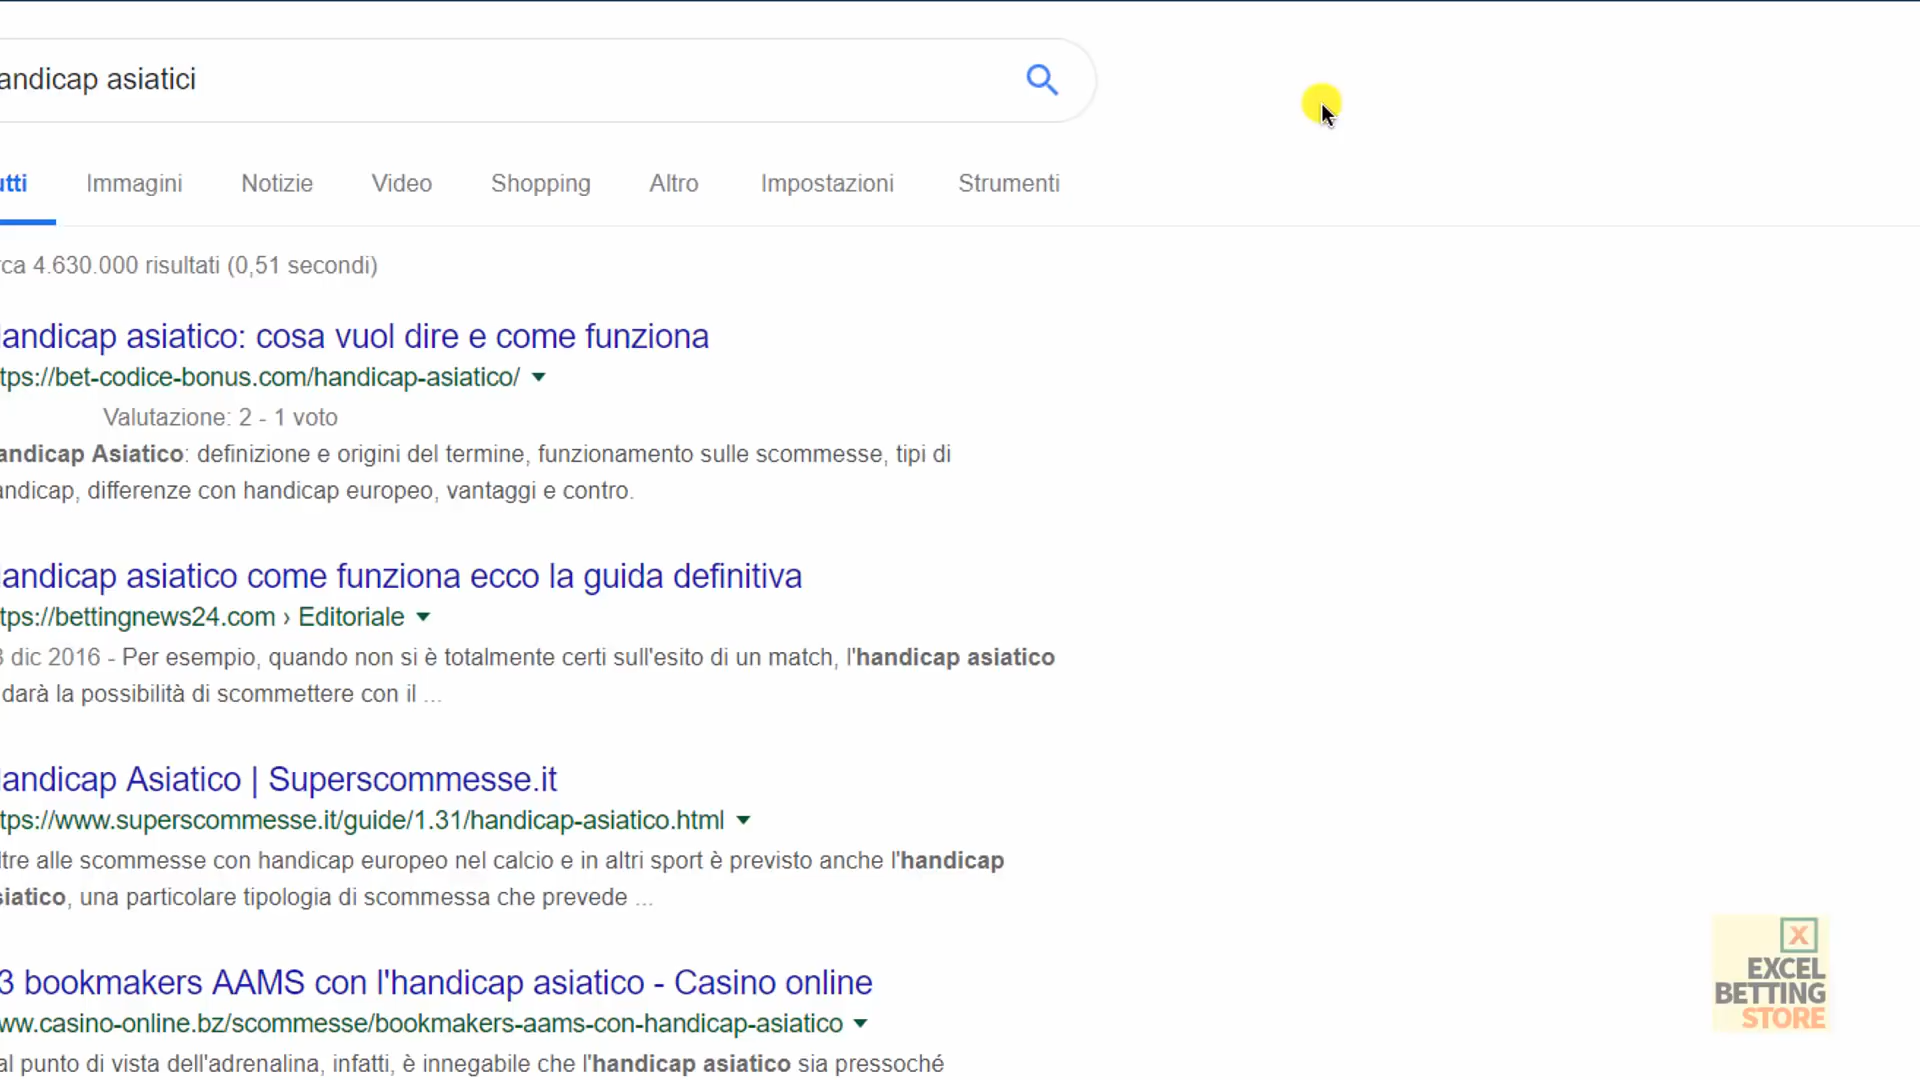 andicap asiatici
utti Immagini Notizie Video Shopping Altro Impostazioni Strumenti
rca 4.630.000 risultati (0,51 secondi)
andicap asiatico: cosa vuol dire e come funziona
tps://bet-codice-bonus.com/handicap-asiatico/
Valutazione: 2 - 1 voto
andicap Asiatico: definizione e origini del termine, funzionamento sulle scommesse, tipi di
andicap, differenze con handicap europeo, vantaggi e contro.
andicap asiatico come funziona ecco la guida definitiva
tps://bettingnews24.com › Editoriale
3 dic 2016 - Per esempio, quando non si è totalmente certi sull'esito di un match, l'handicap asiatico
darà la possibilità di scommettere con il ...
andicap Asiatico | Superscommesse.it
tps://www.superscommesse.it/guide/1.31/handicap-asiatico.html
ltre alle scommesse con handicap europeo nel calcio e in altri sport è previsto anche l'handicap
siatico, una particolare tipologia di scommessa che prevede ...
3 bookmakers AAMS con l'handicap asiatico - Casino online
ww.casino-online.bz/scommesse/bookmakers-aams-con-handicap-asiatico
al punto di vista dell'adrenalina, infatti, è innegabile che l'handicap asiatico sia pressoché
X
EXCEL
BETTING
STORE